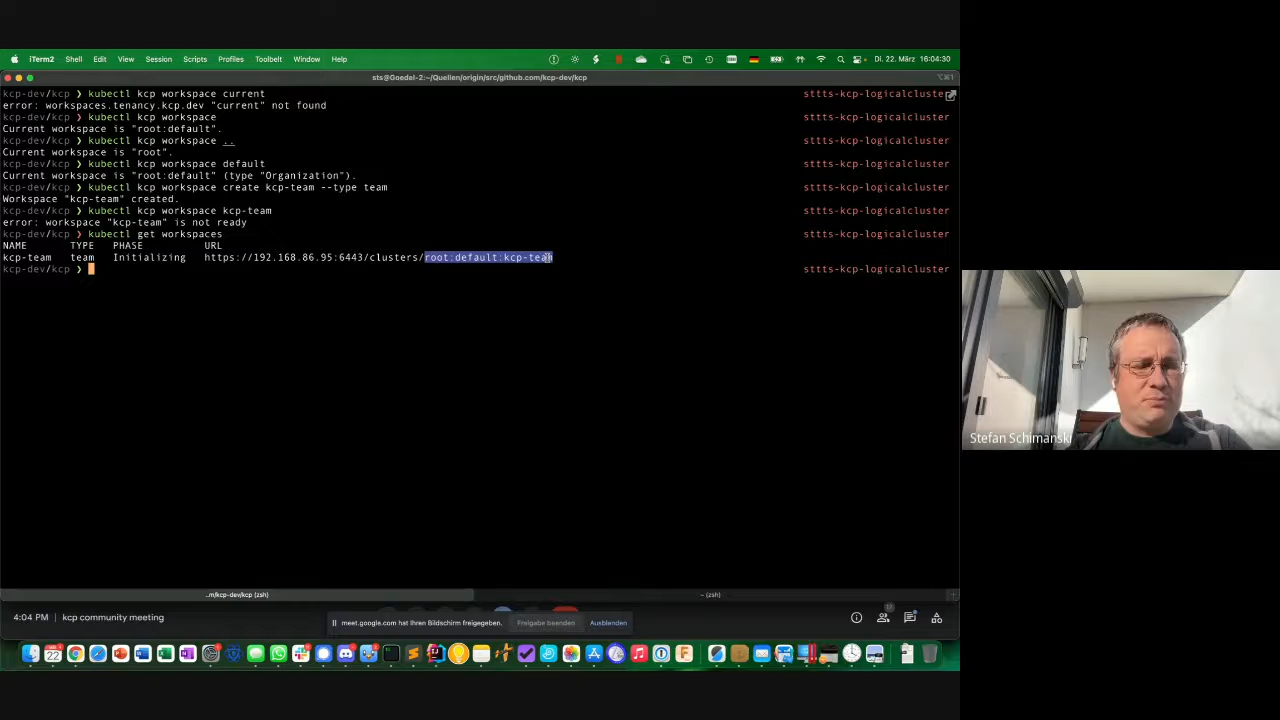 iTerm2 Shell Edit View Session Scripts Profiles Toolbelt Window Help Di. 22. März 16:04:30
sts@Goedel-2:~/Quellen/origin/src/github.com/kcp-dev/kcp ⌥⌘1
kcp-dev/kcp ❯ kubectl kcp workspace current sttts-kcp-logicalcluster
error: workspaces.tenancy.kcp.dev "current" not found
kcp-dev/kcp ❯ kubectl kcp workspace sttts-kcp-logicalcluster
Current workspace is "root:default".
kcp-dev/kcp ❯ kubectl kcp workspace .. sttts-kcp-logicalcluster
Current workspace is "root".
kcp-dev/kcp ❯ kubectl kcp workspace default sttts-kcp-logicalcluster
Current workspace is "root:default" (type "Organization").
kcp-dev/kcp ❯ kubectl kcp workspace create kcp-team --type team sttts-kcp-logicalcluster
Workspace "kcp-team" created.
kcp-dev/kcp ❯ kubectl kcp workspace kcp-team sttts-kcp-logicalcluster
error: workspace "kcp-team" is not ready
kcp-dev/kcp ❯ kubectl get workspaces sttts-kcp-logicalcluster
NAME TYPE PHASE URL
kcp-team team Initializing https://192.168.86.95:6443/clusters/root:default:kcp-team
kcp-dev/kcp ❯ sttts-kcp-logicalcluster
Stefan Schimanski
..m/kcp-dev/kcp (zsh) ~ (zsh)
4:04 PM | kcp community meeting
meet.google.com hat Ihren Bildschirm freigegeben. Freigabe beenden Ausblenden